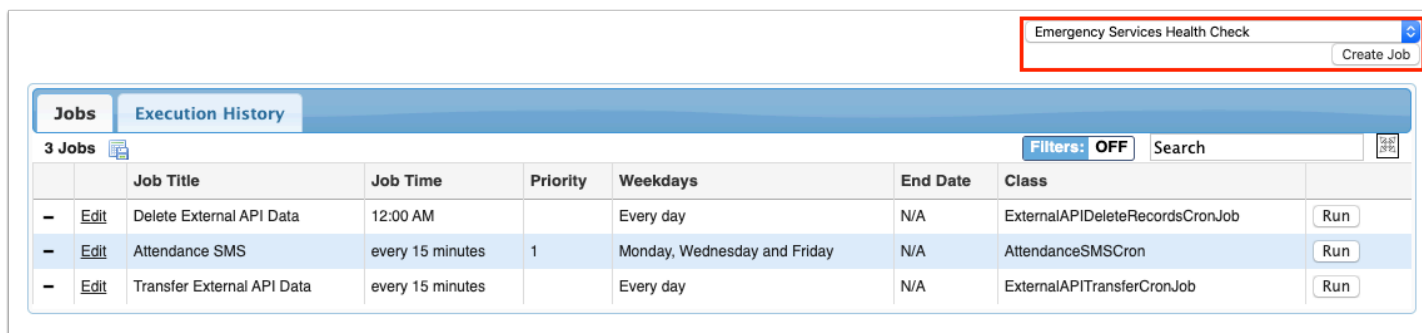 Emergency Services Health Check
Create Job
Jobs Execution History
3 Jobs Filters: OFF Search
Job Title Job Time Priority Weekdays End Date Class
– Edit Delete External API Data 12:00 AM Every day N/A ExternalAPIDeleteRecordsCronJob Run
– Edit Attendance SMS every 15 minutes 1 Monday, Wednesday and Friday N/A AttendanceSMSCron Run
– Edit Transfer External API Data every 15 minutes Every day N/A ExternalAPITransferCronJob Run